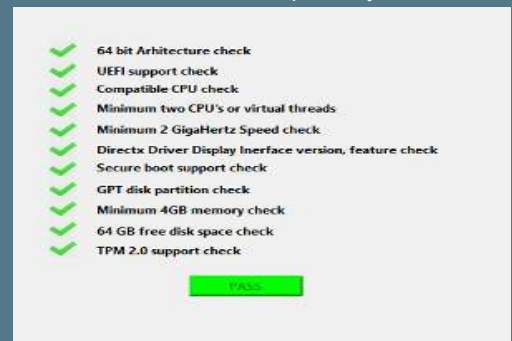 64 bit Arhitecture check
UEFI support check
Compatible CPU check
Minimum two CPU's or virtual threads
Minimum 2 GigaHertz Speed check
Directx Driver Display Inerface version, feature check
Secure boot support check
GPT disk partition check
Minimum 4GB memory check
64 GB free disk space check
TPM 2.0 support check
PASS